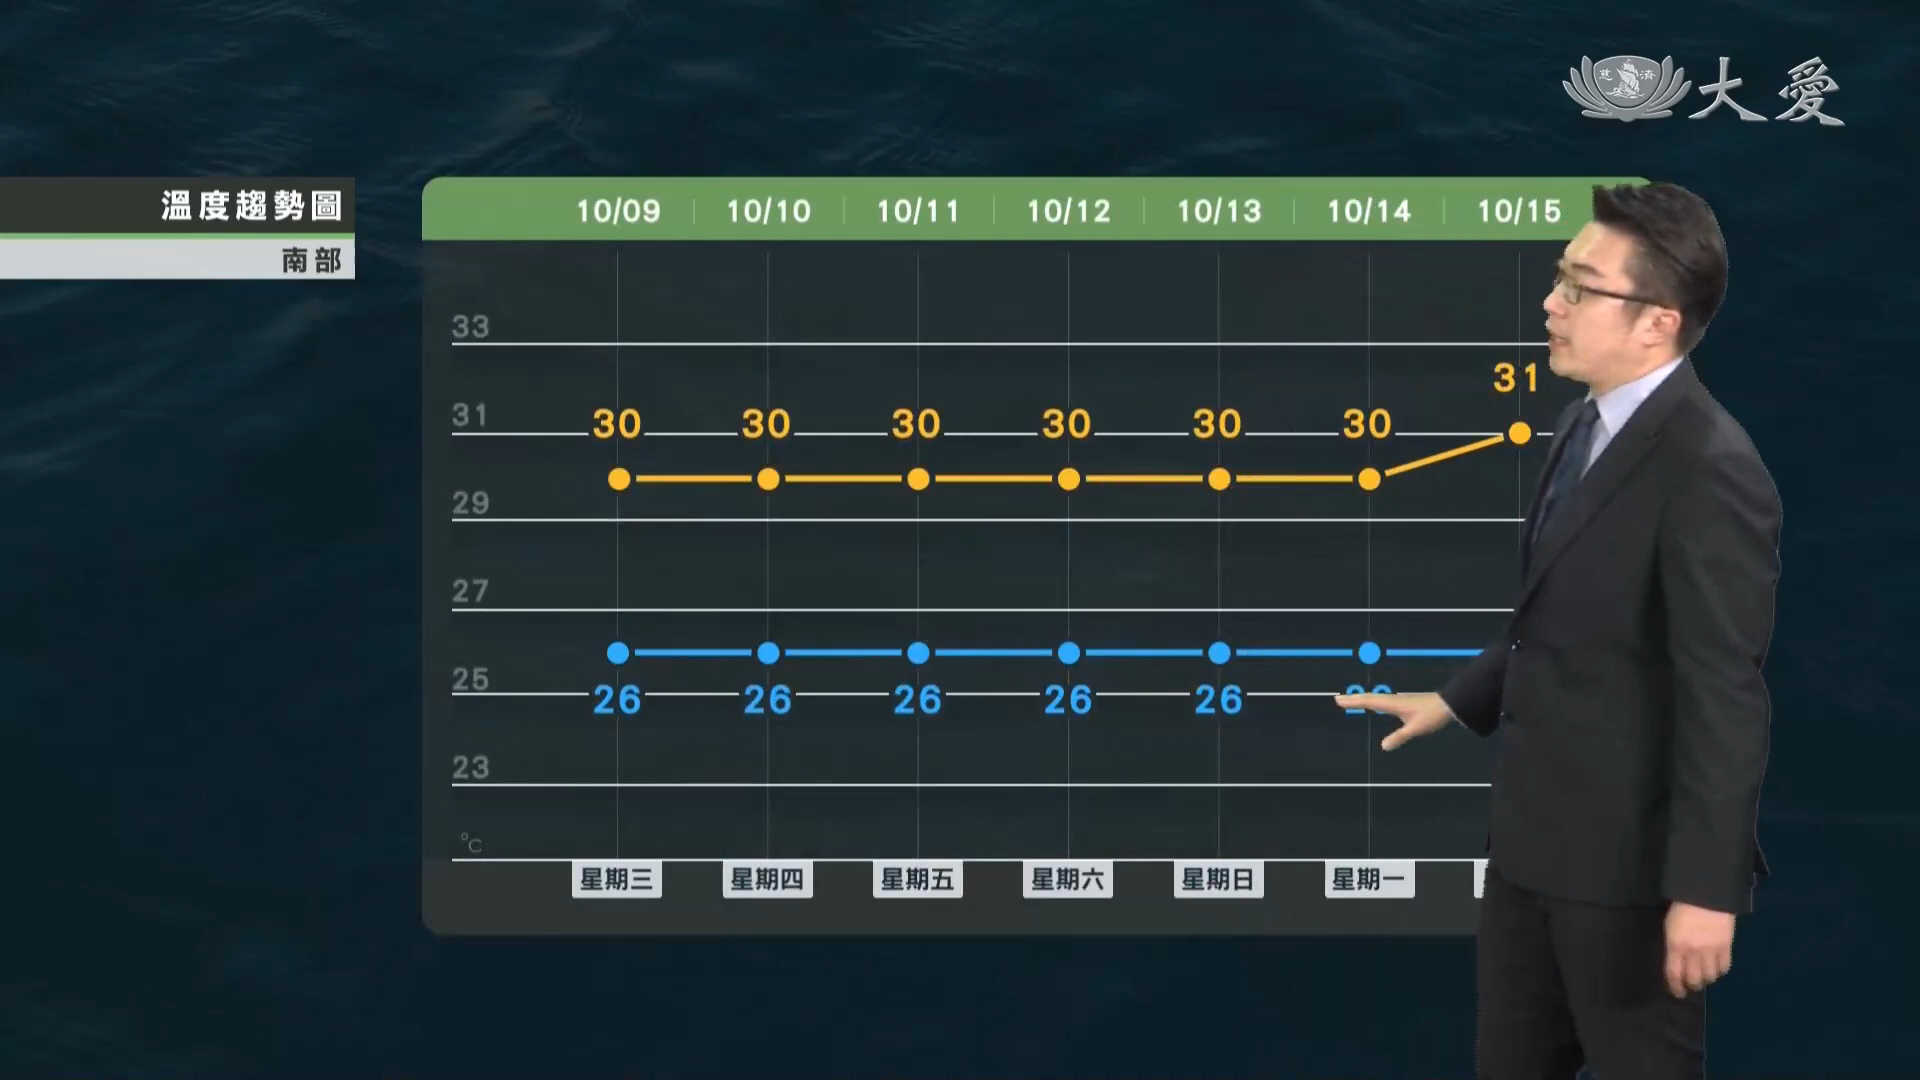 慈濟
大愛
溫度趨勢圖
南部
10/09 10/10 10/11 10/12 10/13 10/14 10/15
33
31
31
30 30 30 30 30 30
29
27
25
26 26 26 26 26 26
23
°C
星期三 星期四 星期五 星期六 星期日 星期一